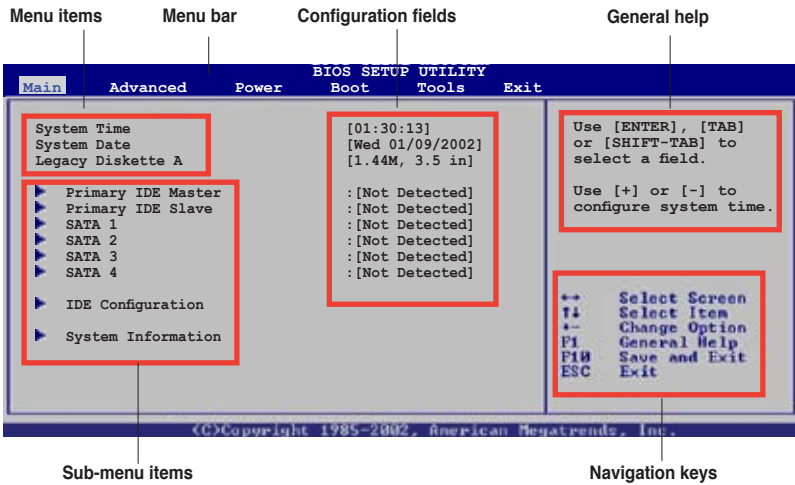 Menu items Menu bar Configuration fields General help
BIOS SETUP UTILITY
Main Advanced Power Boot Tools Exit
System Time [01:30:13]
System Date [Wed 01/09/2002]
Legacy Diskette A [1.44M, 3.5 in]
Primary IDE Master :[Not Detected]
Primary IDE Slave :[Not Detected]
SATA 1 :[Not Detected]
SATA 2 :[Not Detected]
SATA 3 :[Not Detected]
SATA 4 :[Not Detected]
IDE Configuration
System Information
Use [ENTER], [TAB]
or [SHIFT-TAB] to
select a field.
Use [+] or [-] to
configure system time.
↔ Select Screen
↑↓ Select Item
+- Change Option
F1 General Help
F10 Save and Exit
ESC Exit
(C)Copyright 1985-2002, American Megatrends, Inc.
Sub-menu items Navigation keys